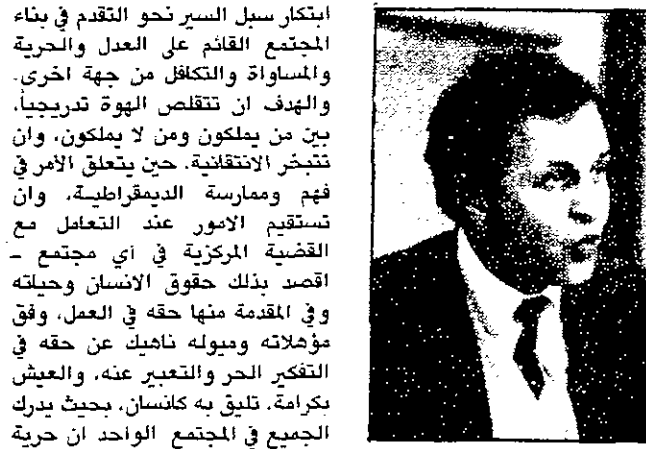 ابتكار سبل السير نحو التقدم في بناء
المجتمع القائم على العدل والحرية
والمساواة والتكافل من جهة اخرى.
والهدف ان تتقلص الهوة تدريجياً،
بين من يملكون ومن لا يملكون، وان
تتبخر الانتقائية، حين يتعلق الأمر في
فهم وممارسة الديمقراطية، وان
تستقيم الامور عند التعامل مع
القضية المركزية في أي مجتمع -
اقصد بذلك حقوق الانسان وحياته
وفي المقدمة منها حقه في العمل، وفق
مؤهلاته وميوله ناهيك عن حقه في
التفكير الحر والتعبير عنه، والعيش
بكرامة، تليق به كانسان، بحيث يدرك
الجميع في المجتمع الواحد ان حرية